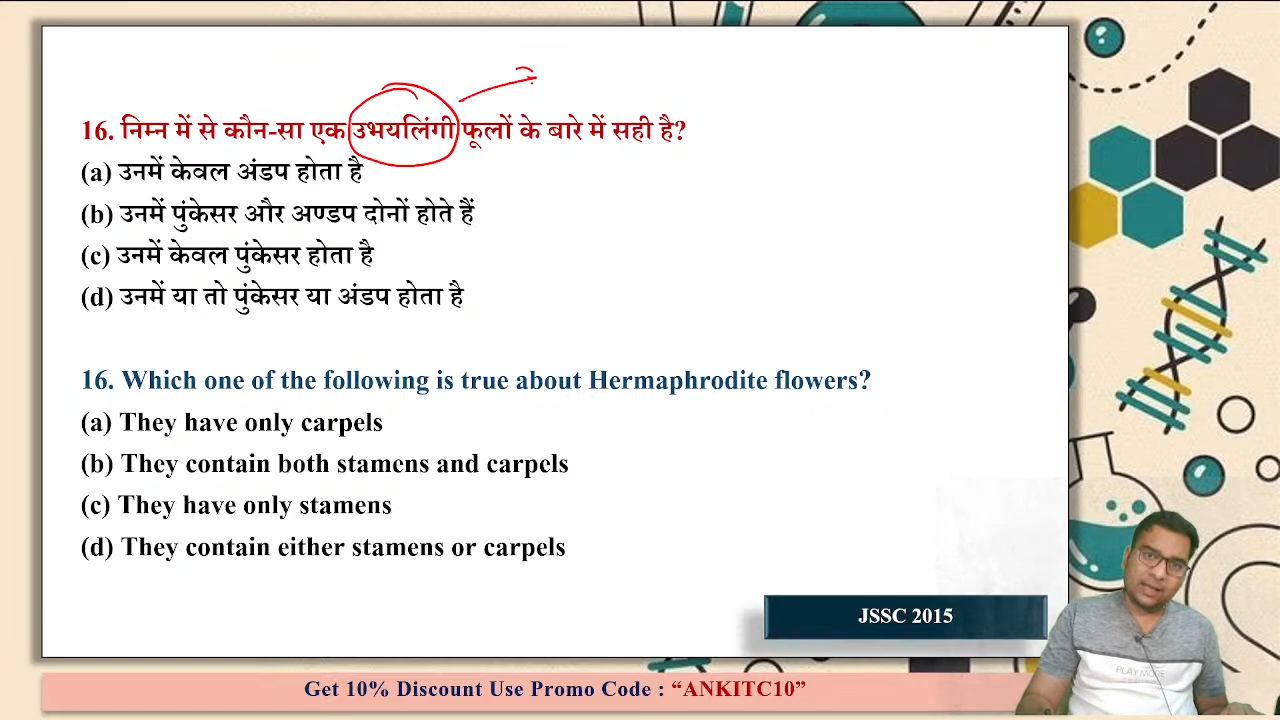 16. निम्न में से कौन-सा एक उभयलिंगी फूलों के बारे में सही है?
(a) उनमें केवल अंडप होता है
(b) उनमें पुंकेसर और अण्डप दोनों होते हैं
(c) उनमें केवल पुंकेसर होता है
(d) उनमें या तो पुंकेसर या अंडप होता है
16. Which one of the following is true about Hermaphrodite flowers?
(a) They have only carpels
(b) They contain both stamens and carpels
(c) They have only stamens
(d) They contain either stamens or carpels
JSSC 2015
PLAY MODE
Get 10% Discount Use Promo Code : “ANKITC10”